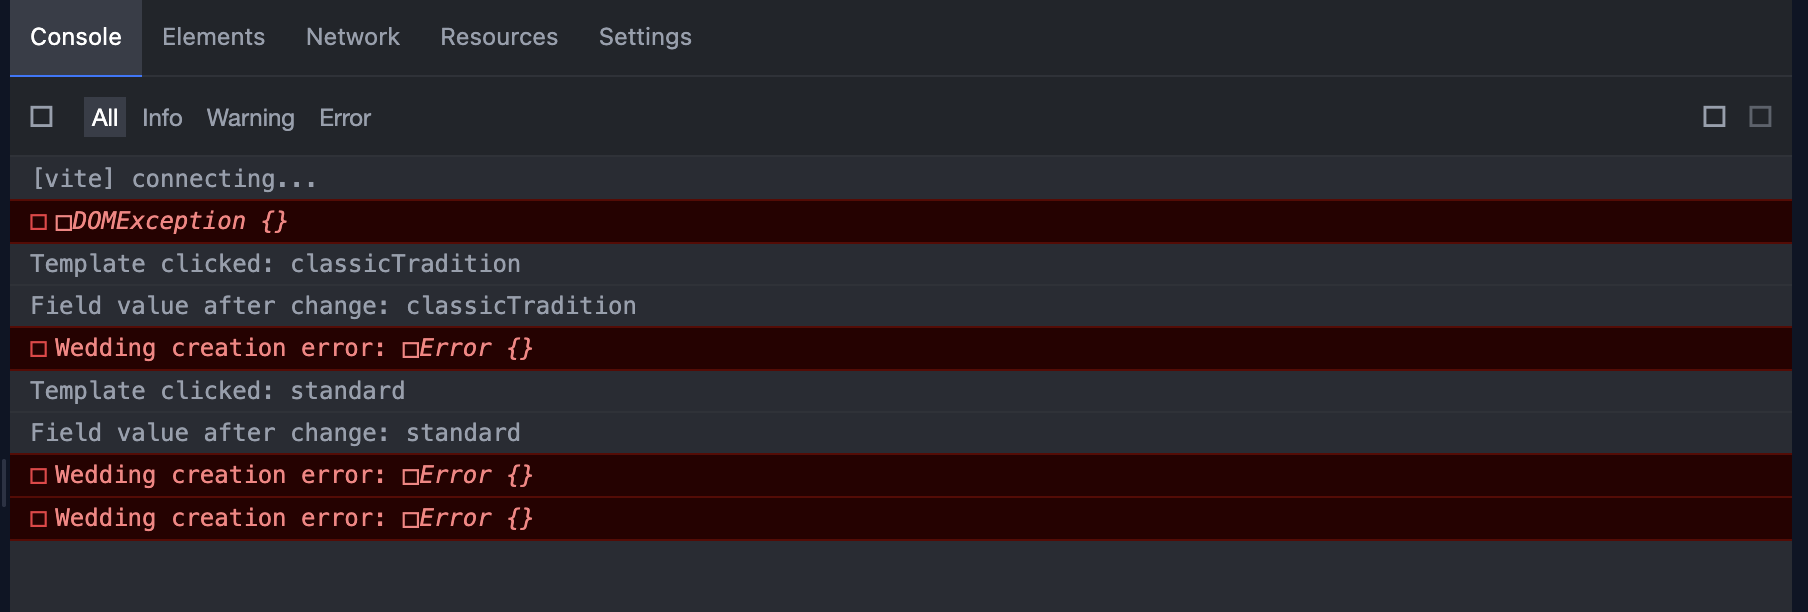 Console Elements Network Resources Settings
All Info Warning Error
[vite] connecting...
DOMException {}
Template clicked: classicTradition
Field value after change: classicTradition
Wedding creation error: Error {}
Template clicked: standard
Field value after change: standard
Wedding creation error: Error {}
Wedding creation error: Error {}